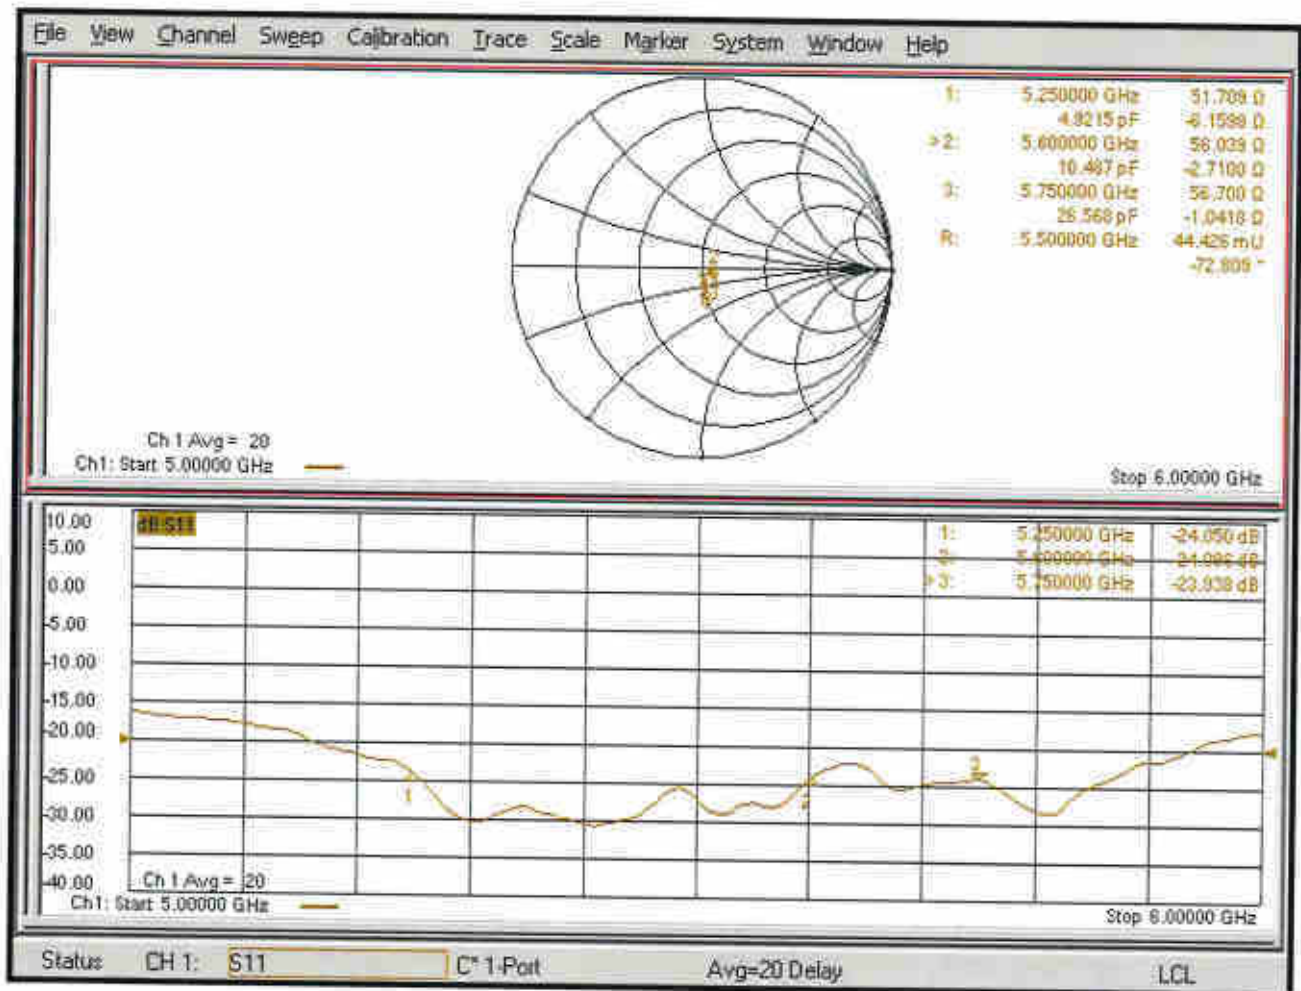 File View Channel Sweep Calibration Trace Scale Marker System Window Help
1: 5.250000 GHz 51.709 Ω
4.9215 pF -6.1598 Ω
>2: 5.600000 GHz 56.039 Ω
10.487 pF -2.7100 Ω
3: 5.750000 GHz 56.700 Ω
26.568 pF -1.0418 Ω
R: 5.500000 GHz 44.426 mU
-72.809 °
Ch 1 Avg = 20
Ch1: Start 5.00000 GHz
Stop 6.00000 GHz
10.00
dB S11
1: 5.250000 GHz -24.050 dB
5.00
2: 5.600000 GHz -24.096 dB
0.00
>3: 5.750000 GHz -23.938 dB
-5.00
-10.00
-15.00
-20.00
-25.00
1
2
3
-30.00
-35.00
-40.00
Ch 1 Avg = 20
Ch1: Start 5.00000 GHz
Stop 6.00000 GHz
Status CH 1: S11 C* 1-Port Avg=20 Delay LCL